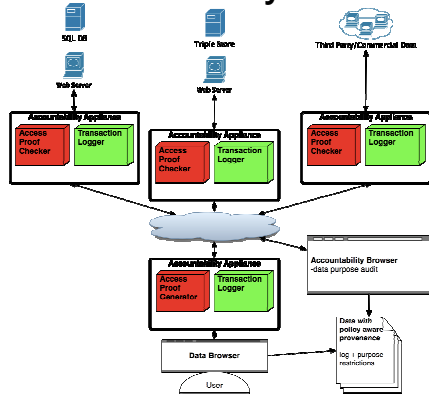 SQL DB
Triple Store
Third Party/Commercial Data
Web Server
Web Server
Accountability Appliance
Access
Proof
Checker
Transaction
Logger
Accountability Appliance
Access
Proof
Checker
Transaction
Logger
Accountability Appliance
Access
Proof
Checker
Transaction
Logger
Accountability Appliance
Access
Proof
Generator
Transaction
Logger
Accountability Browser
-data purpose audit
Data with
policy aware
provenance
log + purpose
restrictions
Data Browser
User